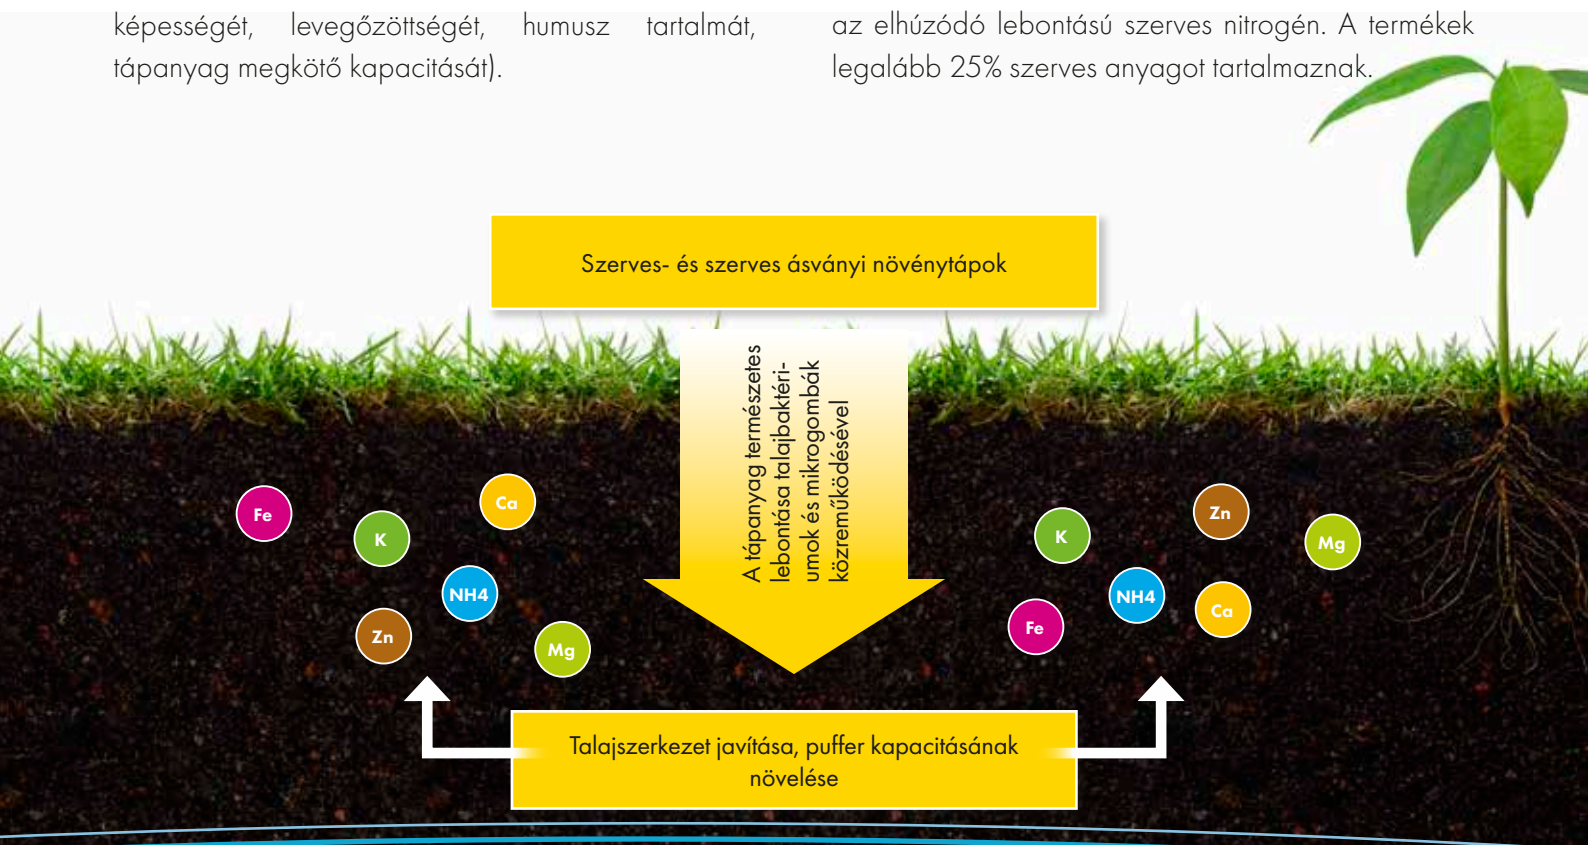 képességét, levegőzöttségét, humusz tartalmát,
tápanyag megkötő kapacitását).
az elhúzódó lebontású szerves nitrogén. A termékek
legalább 25% szerves anyagot tartalmaznak.
Szerves- és szerves ásványi növénytápok
A tápanyag természetes
lebontása talajbaktéri-
umok és mikrogombák
közreműködésével
Fe
K
Ca
NH4
Zn
Mg
K
Zn
Mg
NH4
Ca
Fe
Talajszerkezet javítása, puffer kapacitásának
növelése